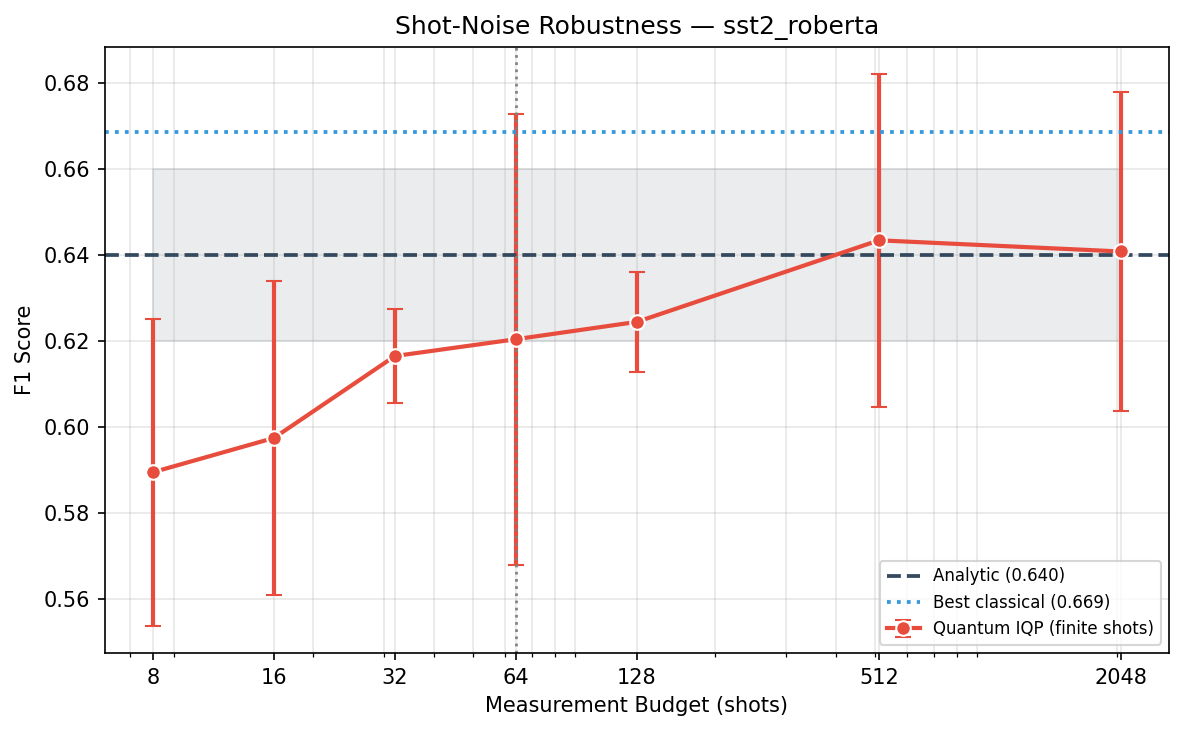 Shot-Noise Robustness — sst2_roberta
F1 Score
0.68
0.66
0.64
0.62
0.60
0.58
0.56
Analytic (0.640)
Best classical (0.669)
Quantum IQP (finite shots)
8 16 32 64 128 512 2048
Measurement Budget (shots)